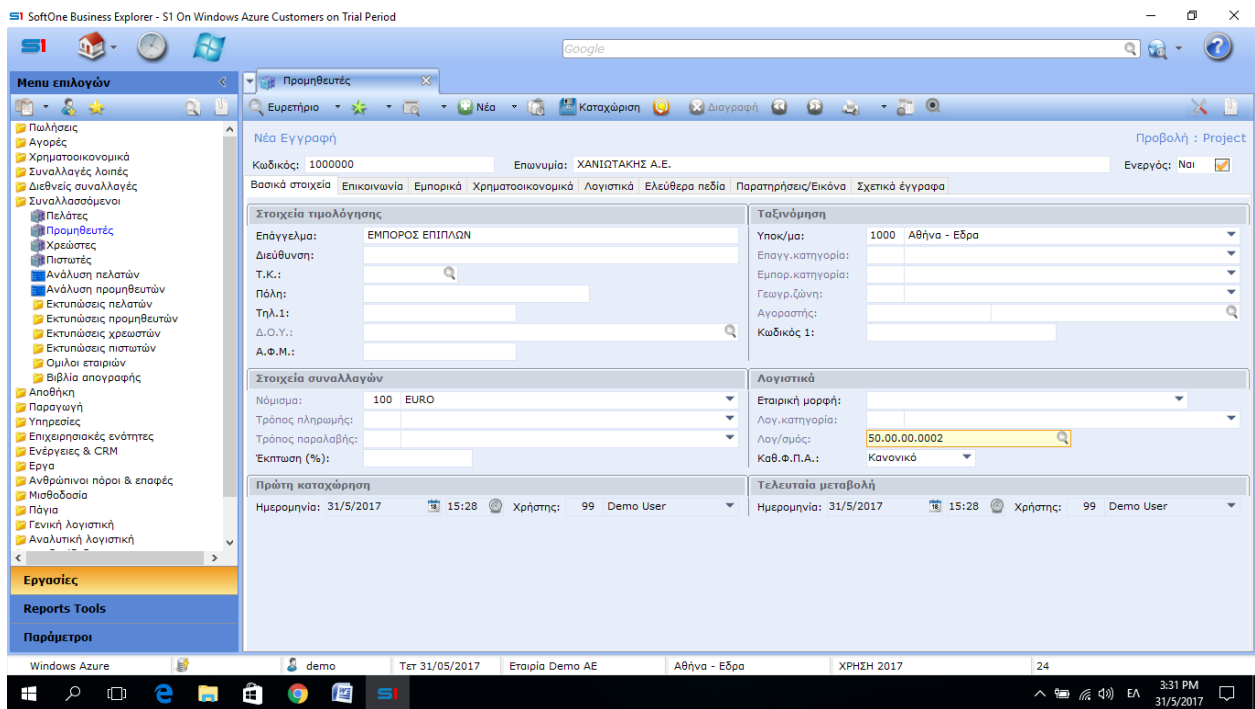 S1 SoftOne Business Explorer - S1 On Windows Azure Customers on Trial Period
S1
Google
Menu επιλογών
Προμηθευτές
Ευρετήριο
Νέα
Καταχώριση
Διαγραφή
Πωλήσεις
Αγορές
Χρηματοοικονομικά
Συναλλαγές λοιπές
Διεθνείς συναλλαγές
Συναλλασσόμενοι
Πελάτες
Προμηθευτές
Χρεώστες
Πιστωτές
Ανάλυση πελατών
Ανάλυση προμηθευτών
Εκτυπώσεις πελατών
Εκτυπώσεις προμηθευτών
Εκτυπώσεις χρεωστών
Εκτυπώσεις πιστωτών
Ομιλοι εταιριών
Βιβλία απογραφής
Αποθήκη
Παραγωγή
Υπηρεσίες
Επιχειρησιακές ενότητες
Ενέργειες & CRM
Εργα
Ανθρώπινοι πόροι & επαφές
Μισθοδοσία
Πάγια
Γενική λογιστική
Αναλυτική λογιστική
Εργασίες
Reports Tools
Παράμετροι
Νέα Εγγραφή
Προβολή : Project
Κωδικός: 1000000
Επωνυμία: ΧΑΝΙΩΤΑΚΗΣ Α.Ε.
Ενεργός: Ναι
Βασικά στοιχεία Επικοινωνία Εμπορικά Χρηματοοικονομικά Λογιστικά Ελεύθερα πεδία Παρατηρήσεις/Εικόνα Σχετικά έγγραφα
Στοιχεία τιμολόγησης
Επάγγελμα: ΕΜΠΟΡΟΣ ΕΠΙΠΛΩΝ
Διεύθυνση:
Τ.Κ.:
Πόλη:
Τηλ.1:
Δ.Ο.Υ.:
Α.Φ.Μ.:
Ταξινόμηση
Υποκ/μα: 1000 Αθήνα - Εδρα
Επαγγ.κατηγορία:
Εμπορ.κατηγορία:
Γεωγρ.ζώνη:
Αγοραστής:
Κωδικός 1:
Στοιχεία συναλλαγών
Νόμισμα: 100 EURO
Τρόπος πληρωμής:
Τρόπος παραλαβής:
Έκπτωση (%):
Λογιστικά
Εταιρική μορφή:
Λογ.κατηγορία:
Λογ/σμός: 50.00.00.0002
Καθ.Φ.Π.Α.: Κανονικό
Πρώτη καταχώρηση
Ημερομηνία: 31/5/2017 18 15:28 Χρήστης: 99 Demo User
Τελευταία μεταβολή
Ημερομηνία: 31/5/2017 18 15:28 Χρήστης: 99 Demo User
Windows Azure
demo
Τετ 31/05/2017
Εταιρία Demo ΑΕ
Αθήνα - Εδρα
ΧΡΗΣΗ 2017
24
S1
ΕΛ
3:31 PM
31/5/2017